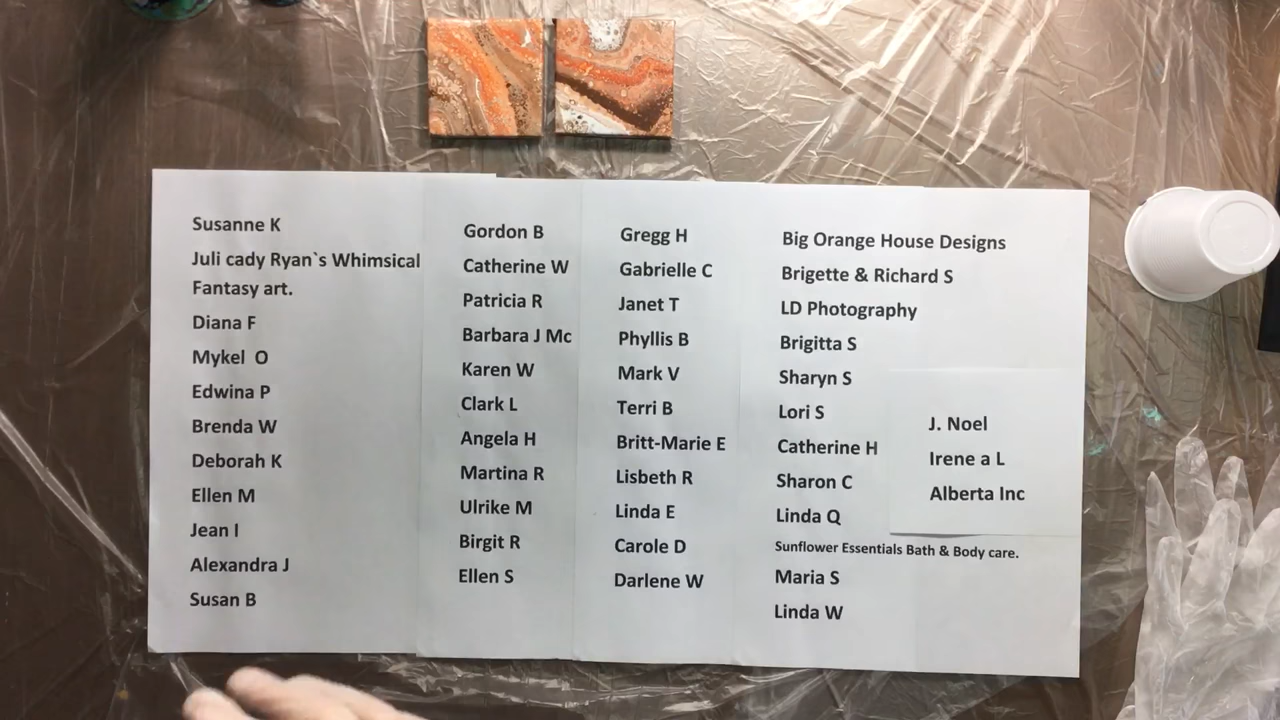 Susanne K
Juli cady Ryan`s Whimsical
Fantasy art.
Diana F
Mykel O
Edwina P
Brenda W
Deborah K
Ellen M
Jean I
Alexandra J
Susan B
Gordon B
Catherine W
Patricia R
Barbara J Mc
Karen W
Clark L
Angela H
Martina R
Ulrike M
Birgit R
Ellen S
Gregg H
Gabrielle C
Janet T
Phyllis B
Mark V
Terri B
Britt-Marie E
Lisbeth R
Linda E
Carole D
Darlene W
Big Orange House Designs
Brigette & Richard S
LD Photography
Brigitta S
Sharyn S
Lori S
Catherine H
Sharon C
Linda Q
Sunflower Essentials Bath & Body care.
Maria S
Linda W
J. Noel
Irene a L
Alberta Inc